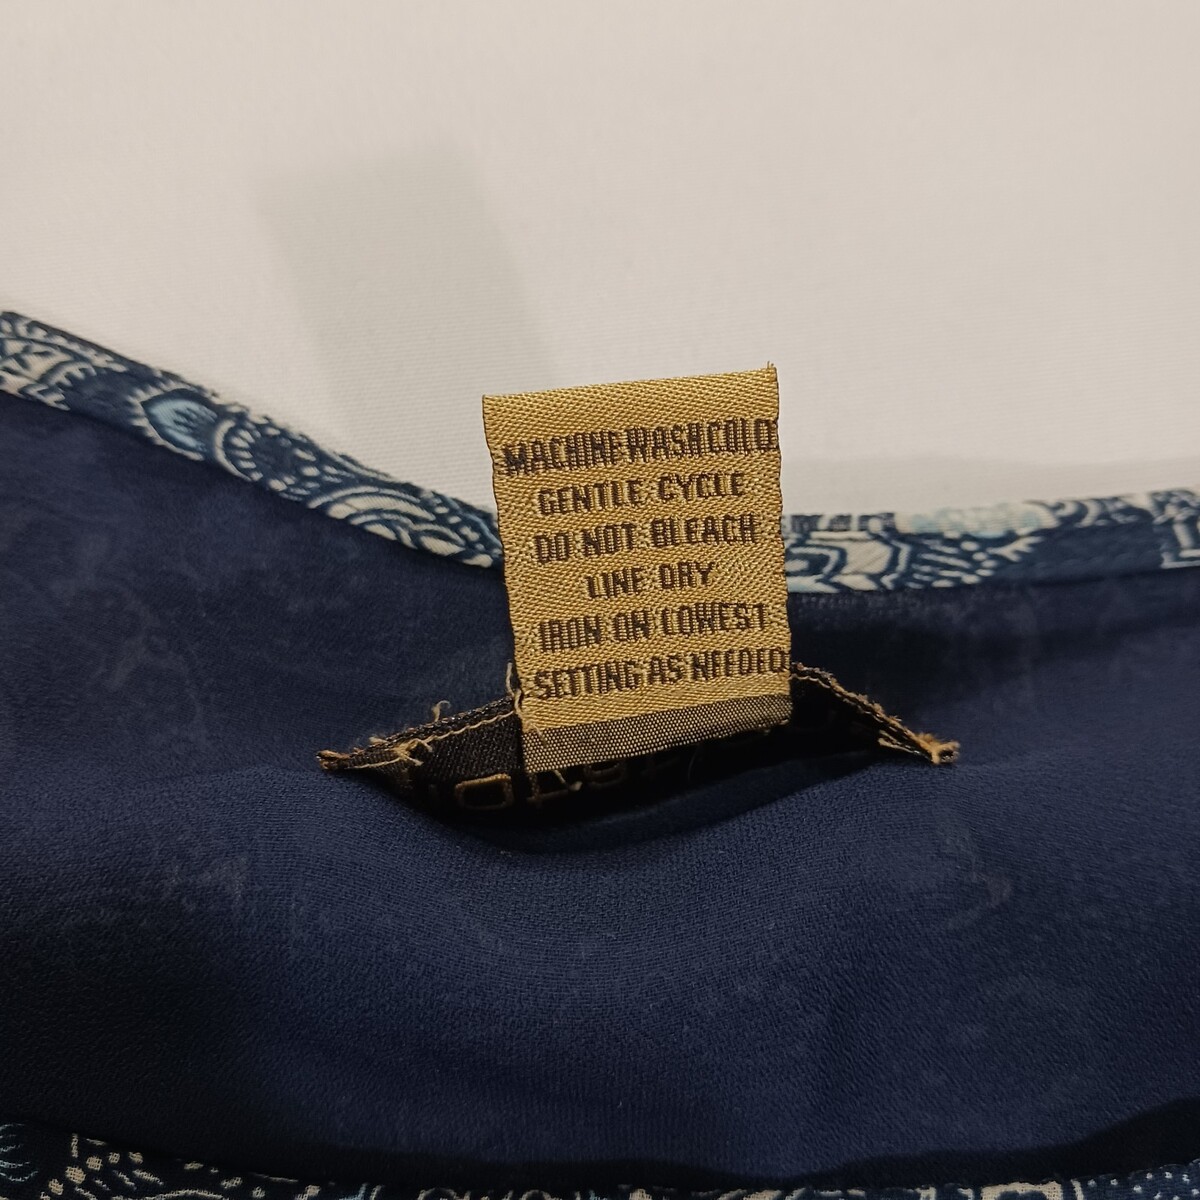 MACHINE WASH COLD
GENTLE CYCLE
DO NOT BLEACH
LINE DRY
IRON ON LOWEST
SETTING AS NEEDED